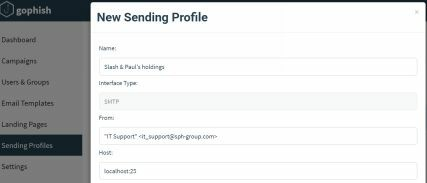 gophish
New Sending Profile
×
Dashboard
Name:
Campaigns
Slash & Paul's holdings
Users & Groups
Interface Type:
Email Templates
SMTP
Landing Pages
From:
Sending Profiles
"IT Support" <it_support@sph-group.com>
Settings
Host:
localhost:25